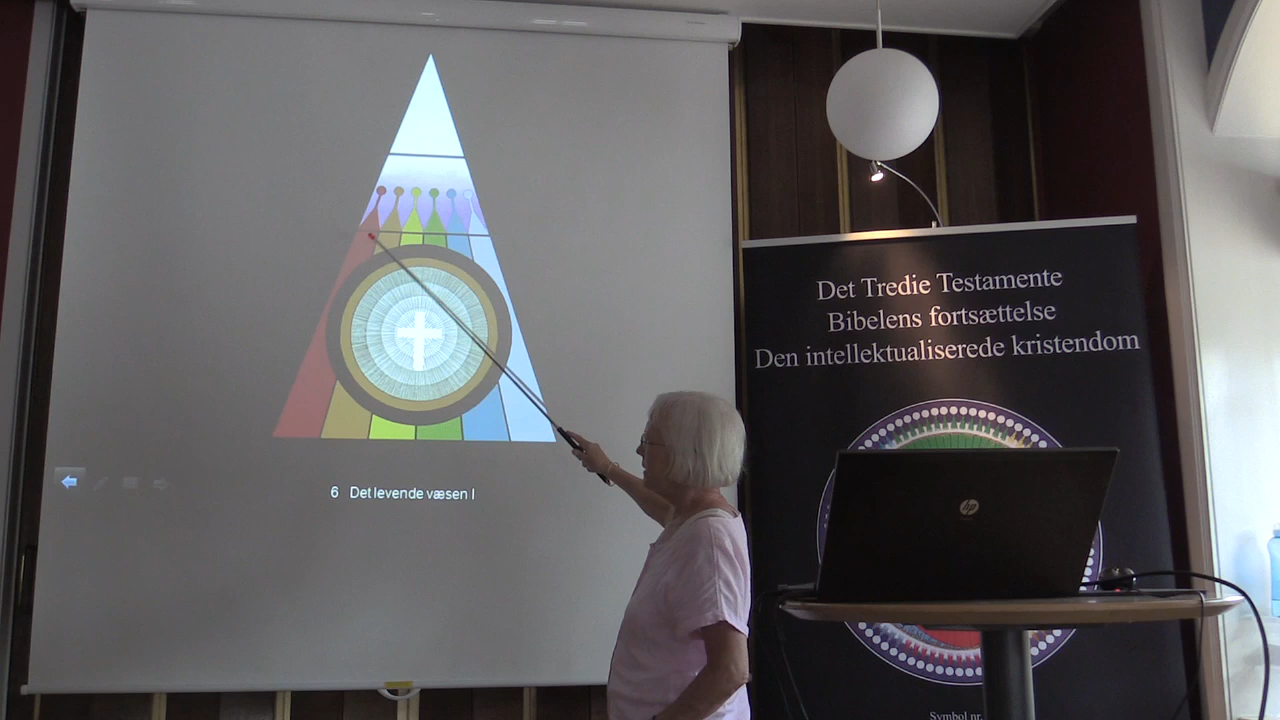 6 Det levende væsen I
Det Tredie Testamente
Bibelens fortsættelse
Den intellektualiserede kristendom
hp
Symbol nr.